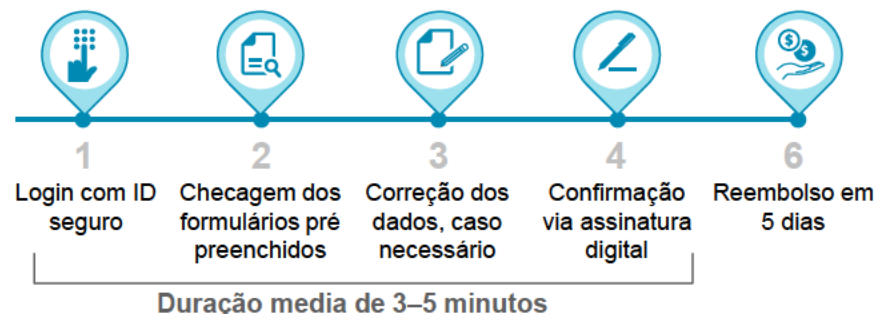 $
$
1
Login com ID
seguro
2
Checagem dos
formulários pré
preenchidos
3
Correção dos
dados, caso
necessário
4
Confirmação
via assinatura
digital
6
Reembolso em
5 dias
Duração media de 3–5 minutos